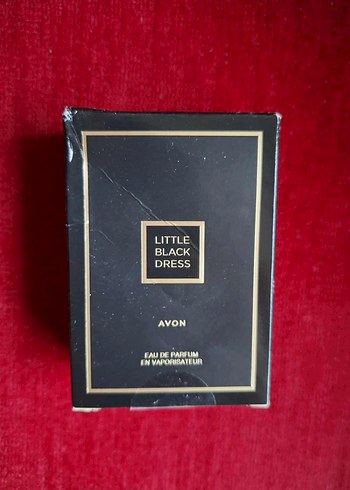 LITTLE
BLACK
DRESS
AVON
EAU DE PARFUM
EN VAPORISATEUR